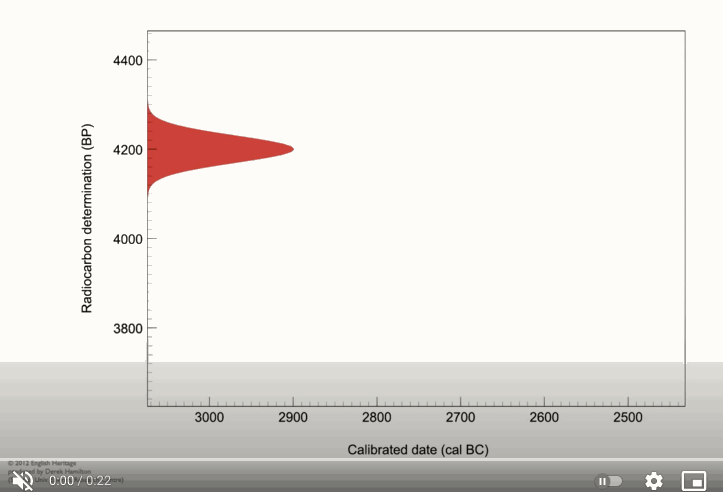 4400
4200
4000
3800
Radiocarbon determination (BP)
3000 2900 2800 2700 2600 2500
Calibrated date (cal BC)
© 2012 English Heritage
by Derek Hamilton
0:00 / 0:22